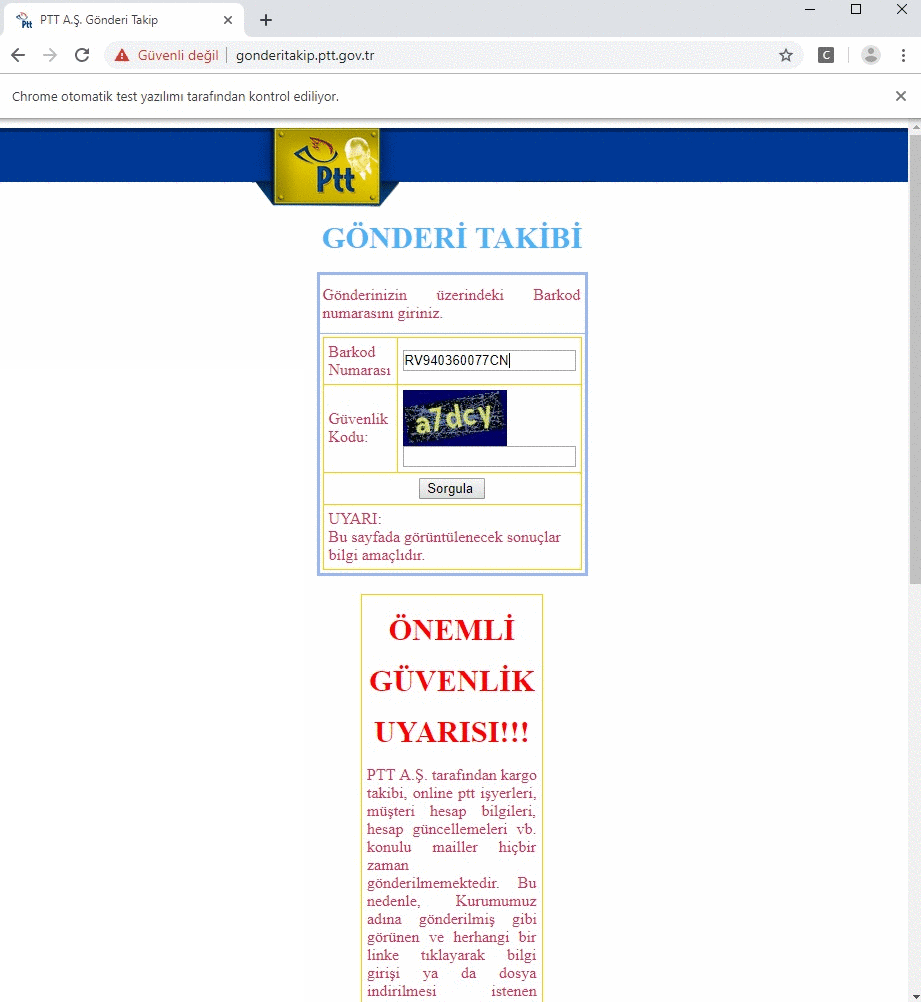 PTT A.Ş. Gönderi Takip
Güvenli değil
gonderitakip.ptt.gov.tr
C
Chrome otomatik test yazılımı tarafından kontrol ediliyor.
Ptt
GÖNDERİ TAKİBİ
Gönderinizin üzerindeki Barkod
numarasını giriniz.
Barkod
Numarası
RV940360077CN
Güvenlik
Kodu:
a7dcy
Sorgula
UYARI:
Bu sayfada görüntülenecek sonuçlar
bilgi amaçlıdır.
ÖNEMLİ
GÜVENLİK
UYARISI!!!
PTT A.Ş. tarafından kargo
takibi, online ptt işyerleri,
müşteri hesap bilgileri,
hesap güncellemeleri vb.
konulu mailler hiçbir
zaman
gönderilmemektedir. Bu
nedenle, Kurumumuz
adına gönderilmiş gibi
görünen ve herhangi bir
linke tıklayarak bilgi
girişi ya da dosya
indirilmesi istenen